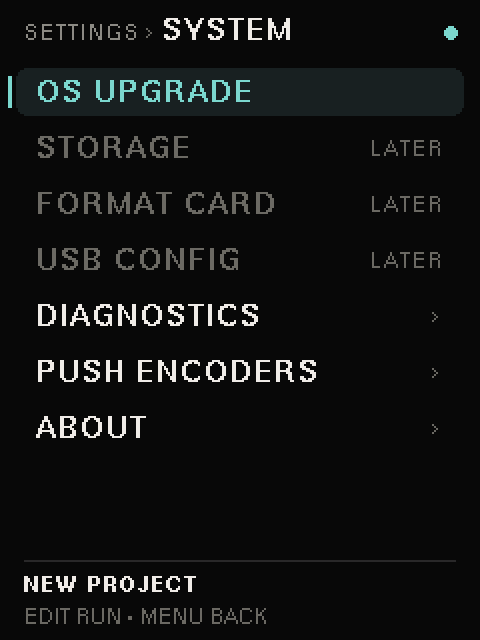 SETTINGS › SYSTEM
OS UPGRADE
STORAGE LATER
FORMAT CARD LATER
USB CONFIG LATER
DIAGNOSTICS ›
PUSH ENCODERS ›
ABOUT ›
NEW PROJECT
EDIT RUN • MENU BACK